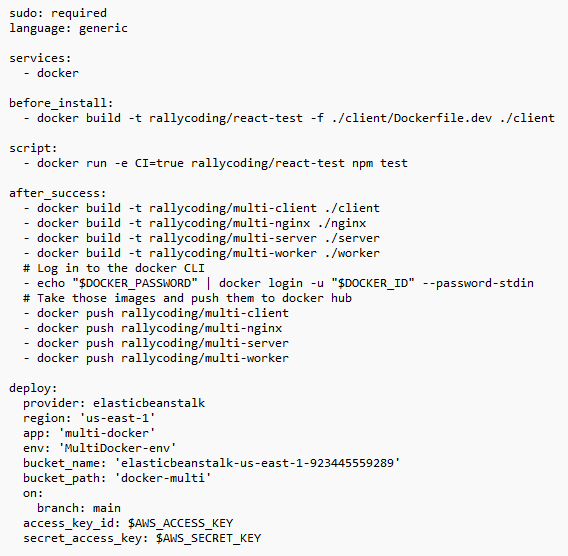 sudo: required
language: generic

services:
  - docker

before_install:
  - docker build -t rallycoding/react-test -f ./client/Dockerfile.dev ./client

script:
  - docker run -e CI=true rallycoding/react-test npm test

after_success:
  - docker build -t rallycoding/multi-client ./client
  - docker build -t rallycoding/multi-nginx ./nginx
  - docker build -t rallycoding/multi-server ./server
  - docker build -t rallycoding/multi-worker ./worker
  # Log in to the docker CLI
  - echo "$DOCKER_PASSWORD" | docker login -u "$DOCKER_ID" --password-stdin
  # Take those images and push them to docker hub
  - docker push rallycoding/multi-client
  - docker push rallycoding/multi-nginx
  - docker push rallycoding/multi-server
  - docker push rallycoding/multi-worker

deploy:
  provider: elasticbeanstalk
  region: 'us-east-1'
  app: 'multi-docker'
  env: 'MultiDocker-env'
  bucket_name: 'elasticbeanstalk-us-east-1-923445559289'
  bucket_path: 'docker-multi'
  on:
    branch: main
  access_key_id: $AWS_ACCESS_KEY
  secret_access_key: $AWS_SECRET_KEY